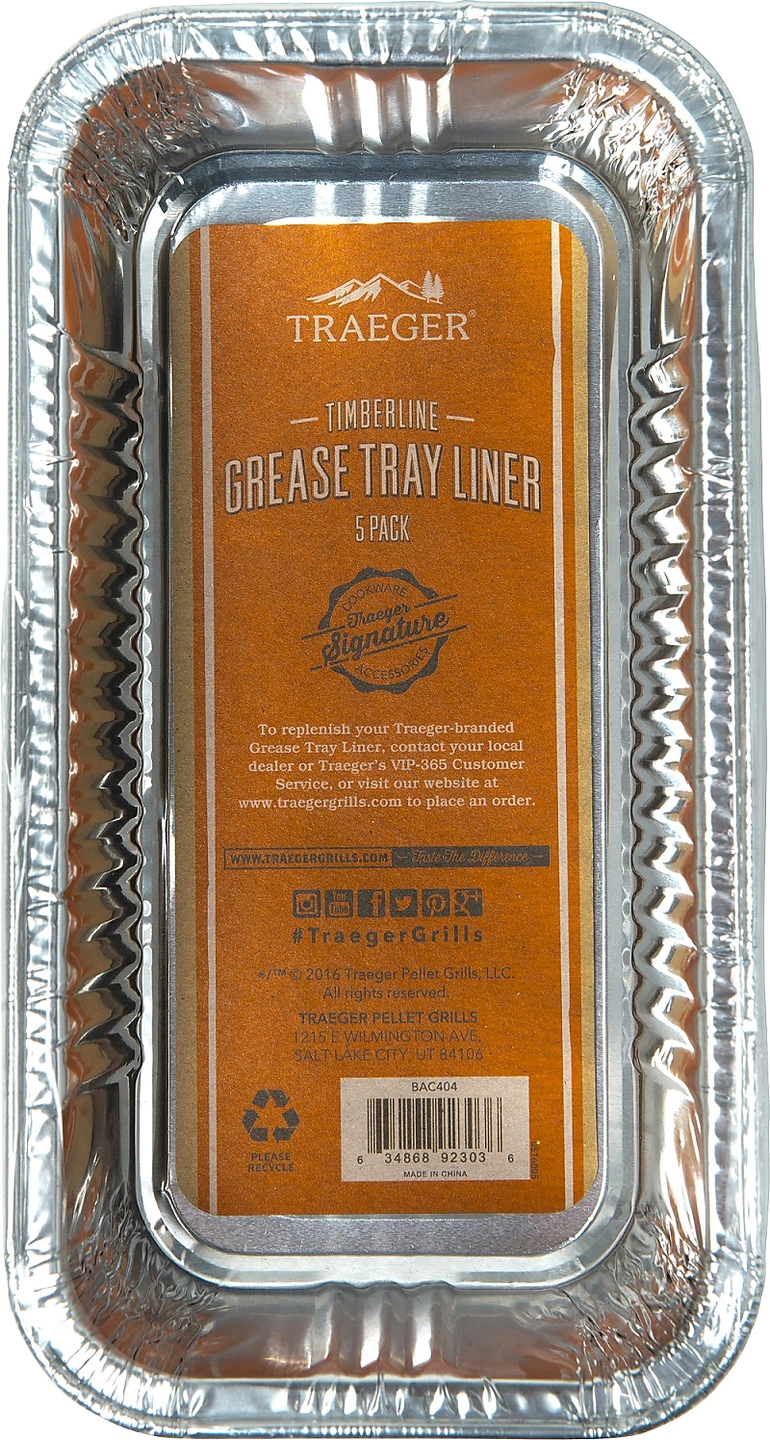 TRAEGER®
— TIMBERLINE —
GREASE TRAY LINER
5 PACK
COOKWARE
Traeger
Signature
ACCESSORIES
To replenish your Traeger-branded
Grease Tray Liner, contact your local
dealer or Traeger's VIP-365 Customer
Service, or visit our website at
www.traegergrills.com to place an order.
WWW.TRAEGERGRILLS.COM — Taste The Difference —
You Tube f g+
#TraegerGrills
®/™ © 2016 Traeger Pellet Grills, LLC.
All rights reserved.
TRAEGER PELLET GRILLS
1215 E WILMINGTON AVE,
SALT LAKE CITY, UT 84106
PLEASE
RECYCLE
BAC404
6 34868 92303 6
MADE IN CHINA